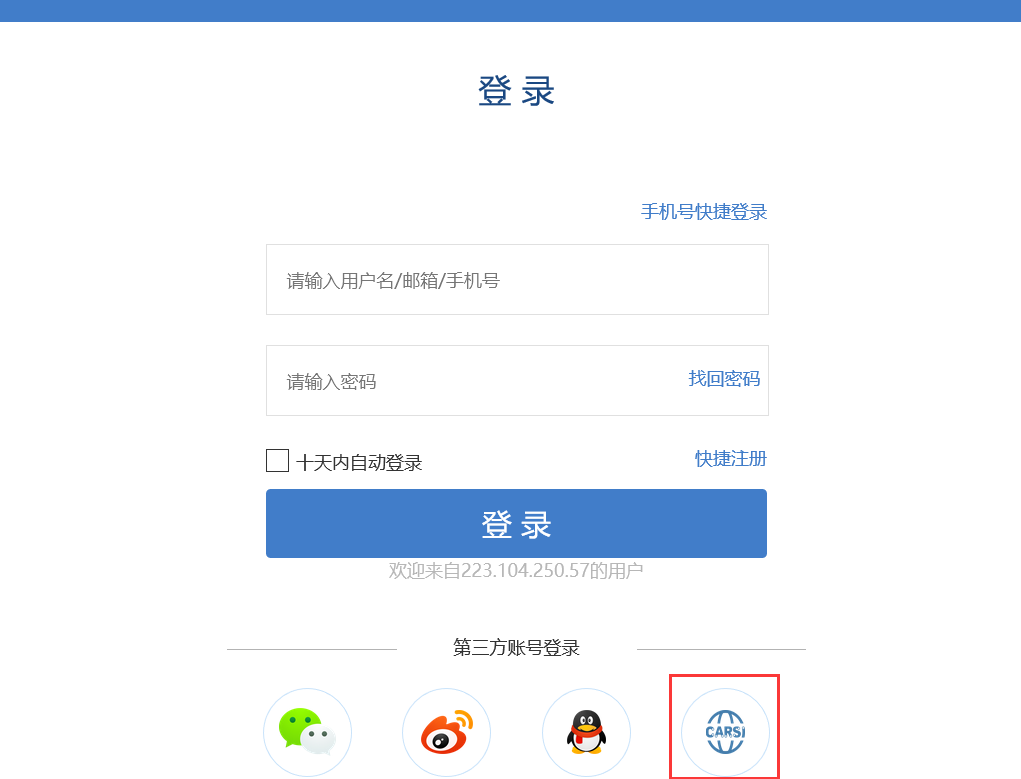 登 录
手机号快捷登录
请输入用户名/邮箱/手机号
请输入密码
找回密码
十天内自动登录
快捷注册
登 录
欢迎来自223.104.250.57的用户
第三方账号登录
CARSI